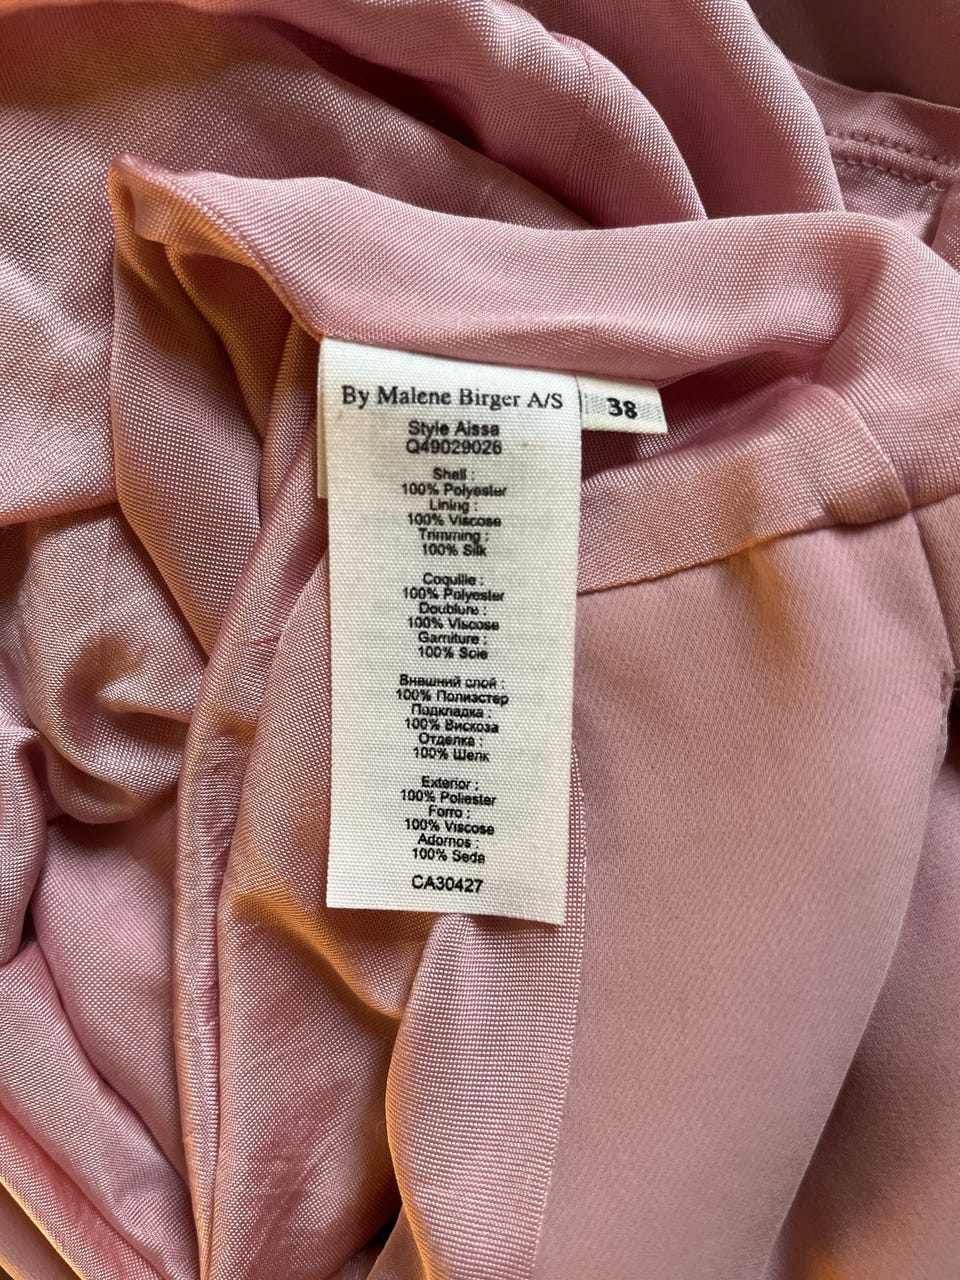 By Malene Birger A/S
38
Style Aissa
Q49029026
Shell :
100% Polyester
Lining :
100% Viscose
Trimming :
100% Silk
Coquille :
100% Polyester
Doublure :
100% Viscose
Garniture :
100% Soie
Внешний слой :
100% Полиэстер
Подкладка :
100% Вискоза
Отделка :
100% Шелк
Exterior :
100% Poliester
Forro :
100% Viscose
Adornos :
100% Seda
CA30427